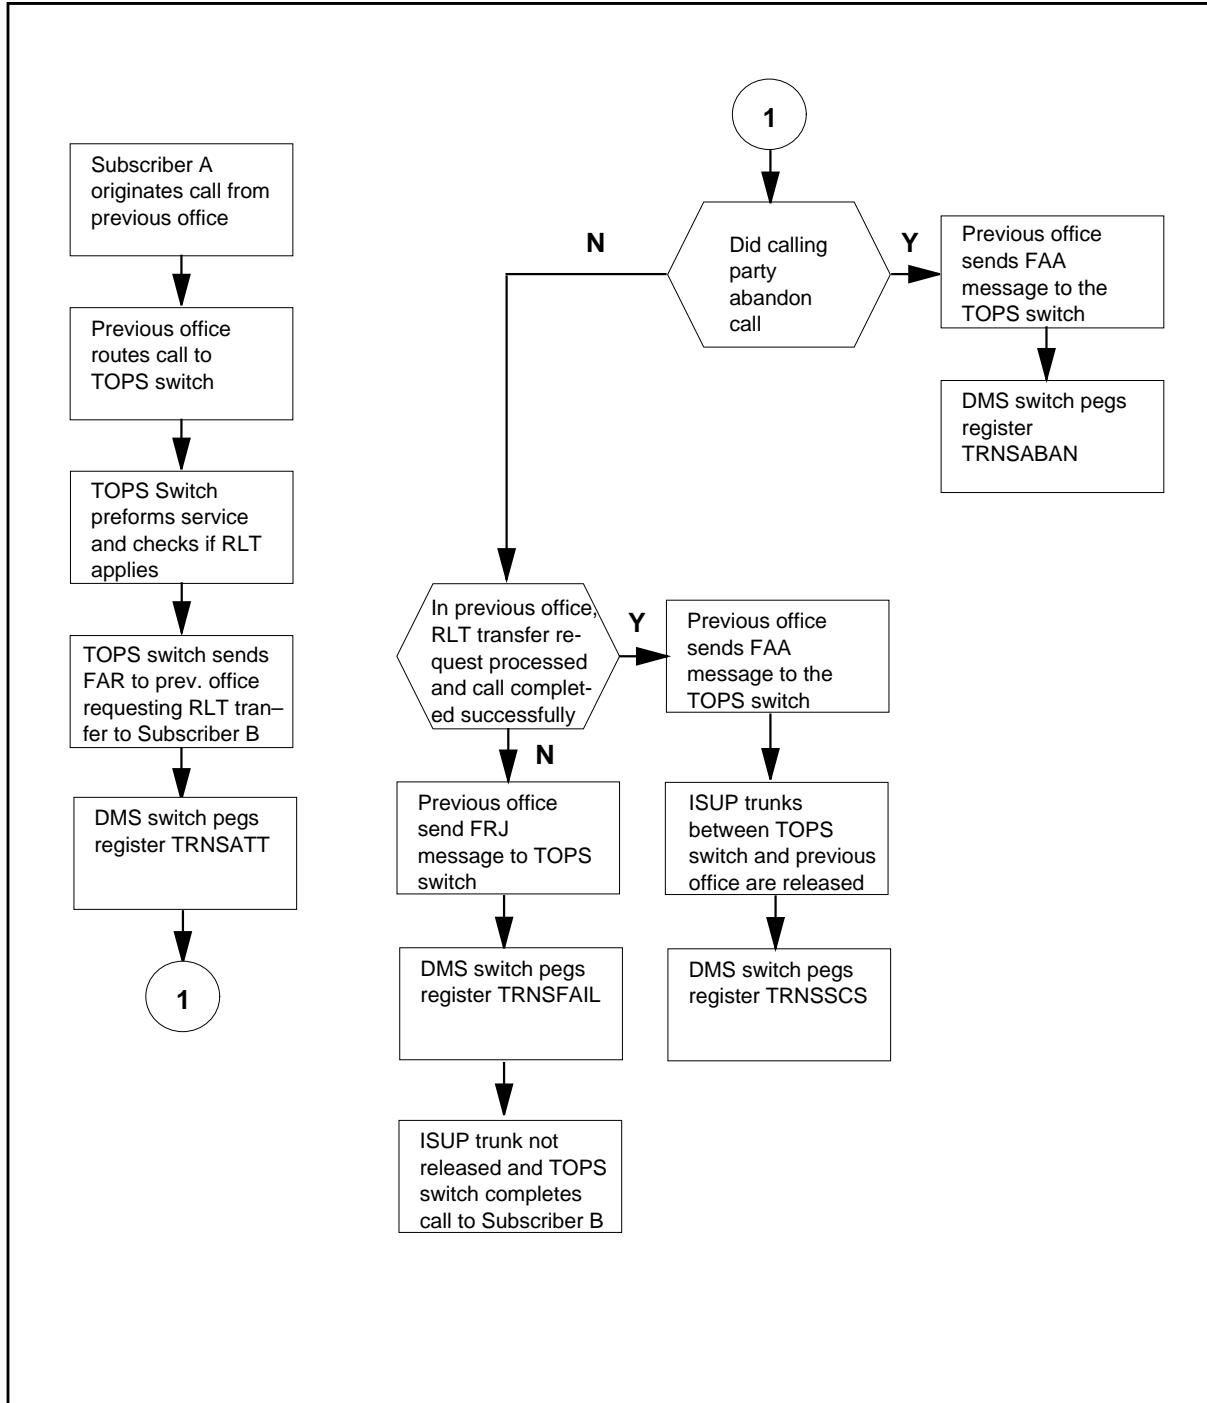 Subscriber A
originates call from
previous office
Previous office
routes call to
TOPS switch
TOPS Switch
preforms service
and checks if RLT
applies
TOPS switch sends
FAR to prev. office
requesting RLT tran–
fer to Subscriber B
DMS switch pegs
register TRNSATT
1
1
Did calling
party
abandon
call
N
Y
Previous office
sends FAA
message to the
TOPS switch
DMS switch pegs
register
TRNSABAN
In previous office,
RLT transfer re-
quest processed
and call complet-
ed successfully
Y
N
Previous office
sends FAA
message to the
TOPS switch
ISUP trunks
between TOPS
switch and previous
office are released
DMS switch pegs
register TRNSSCS
Previous office
send FRJ
message to TOPS
switch
DMS switch pegs
register TRNSFAIL
ISUP trunk not
released and TOPS
switch completes
call to Subscriber B